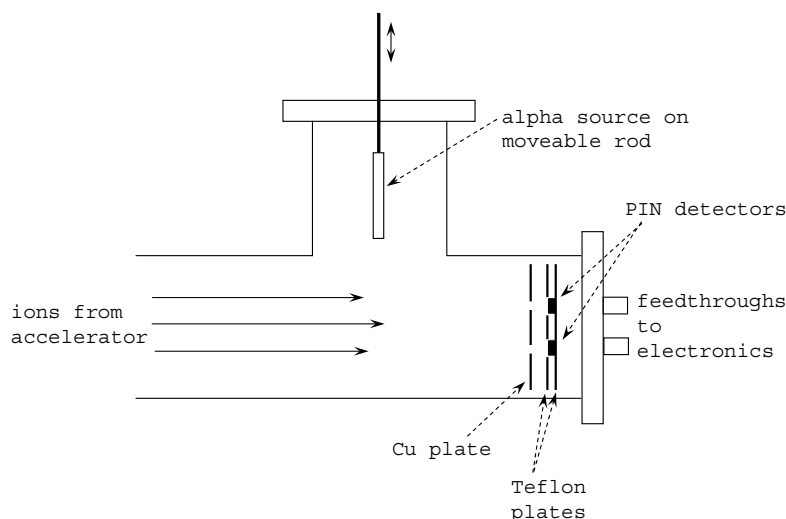 alpha source on
moveable rod
PIN detectors
ions from
accelerator
feedthroughs
to
electronics
Cu plate
Teflon
plates